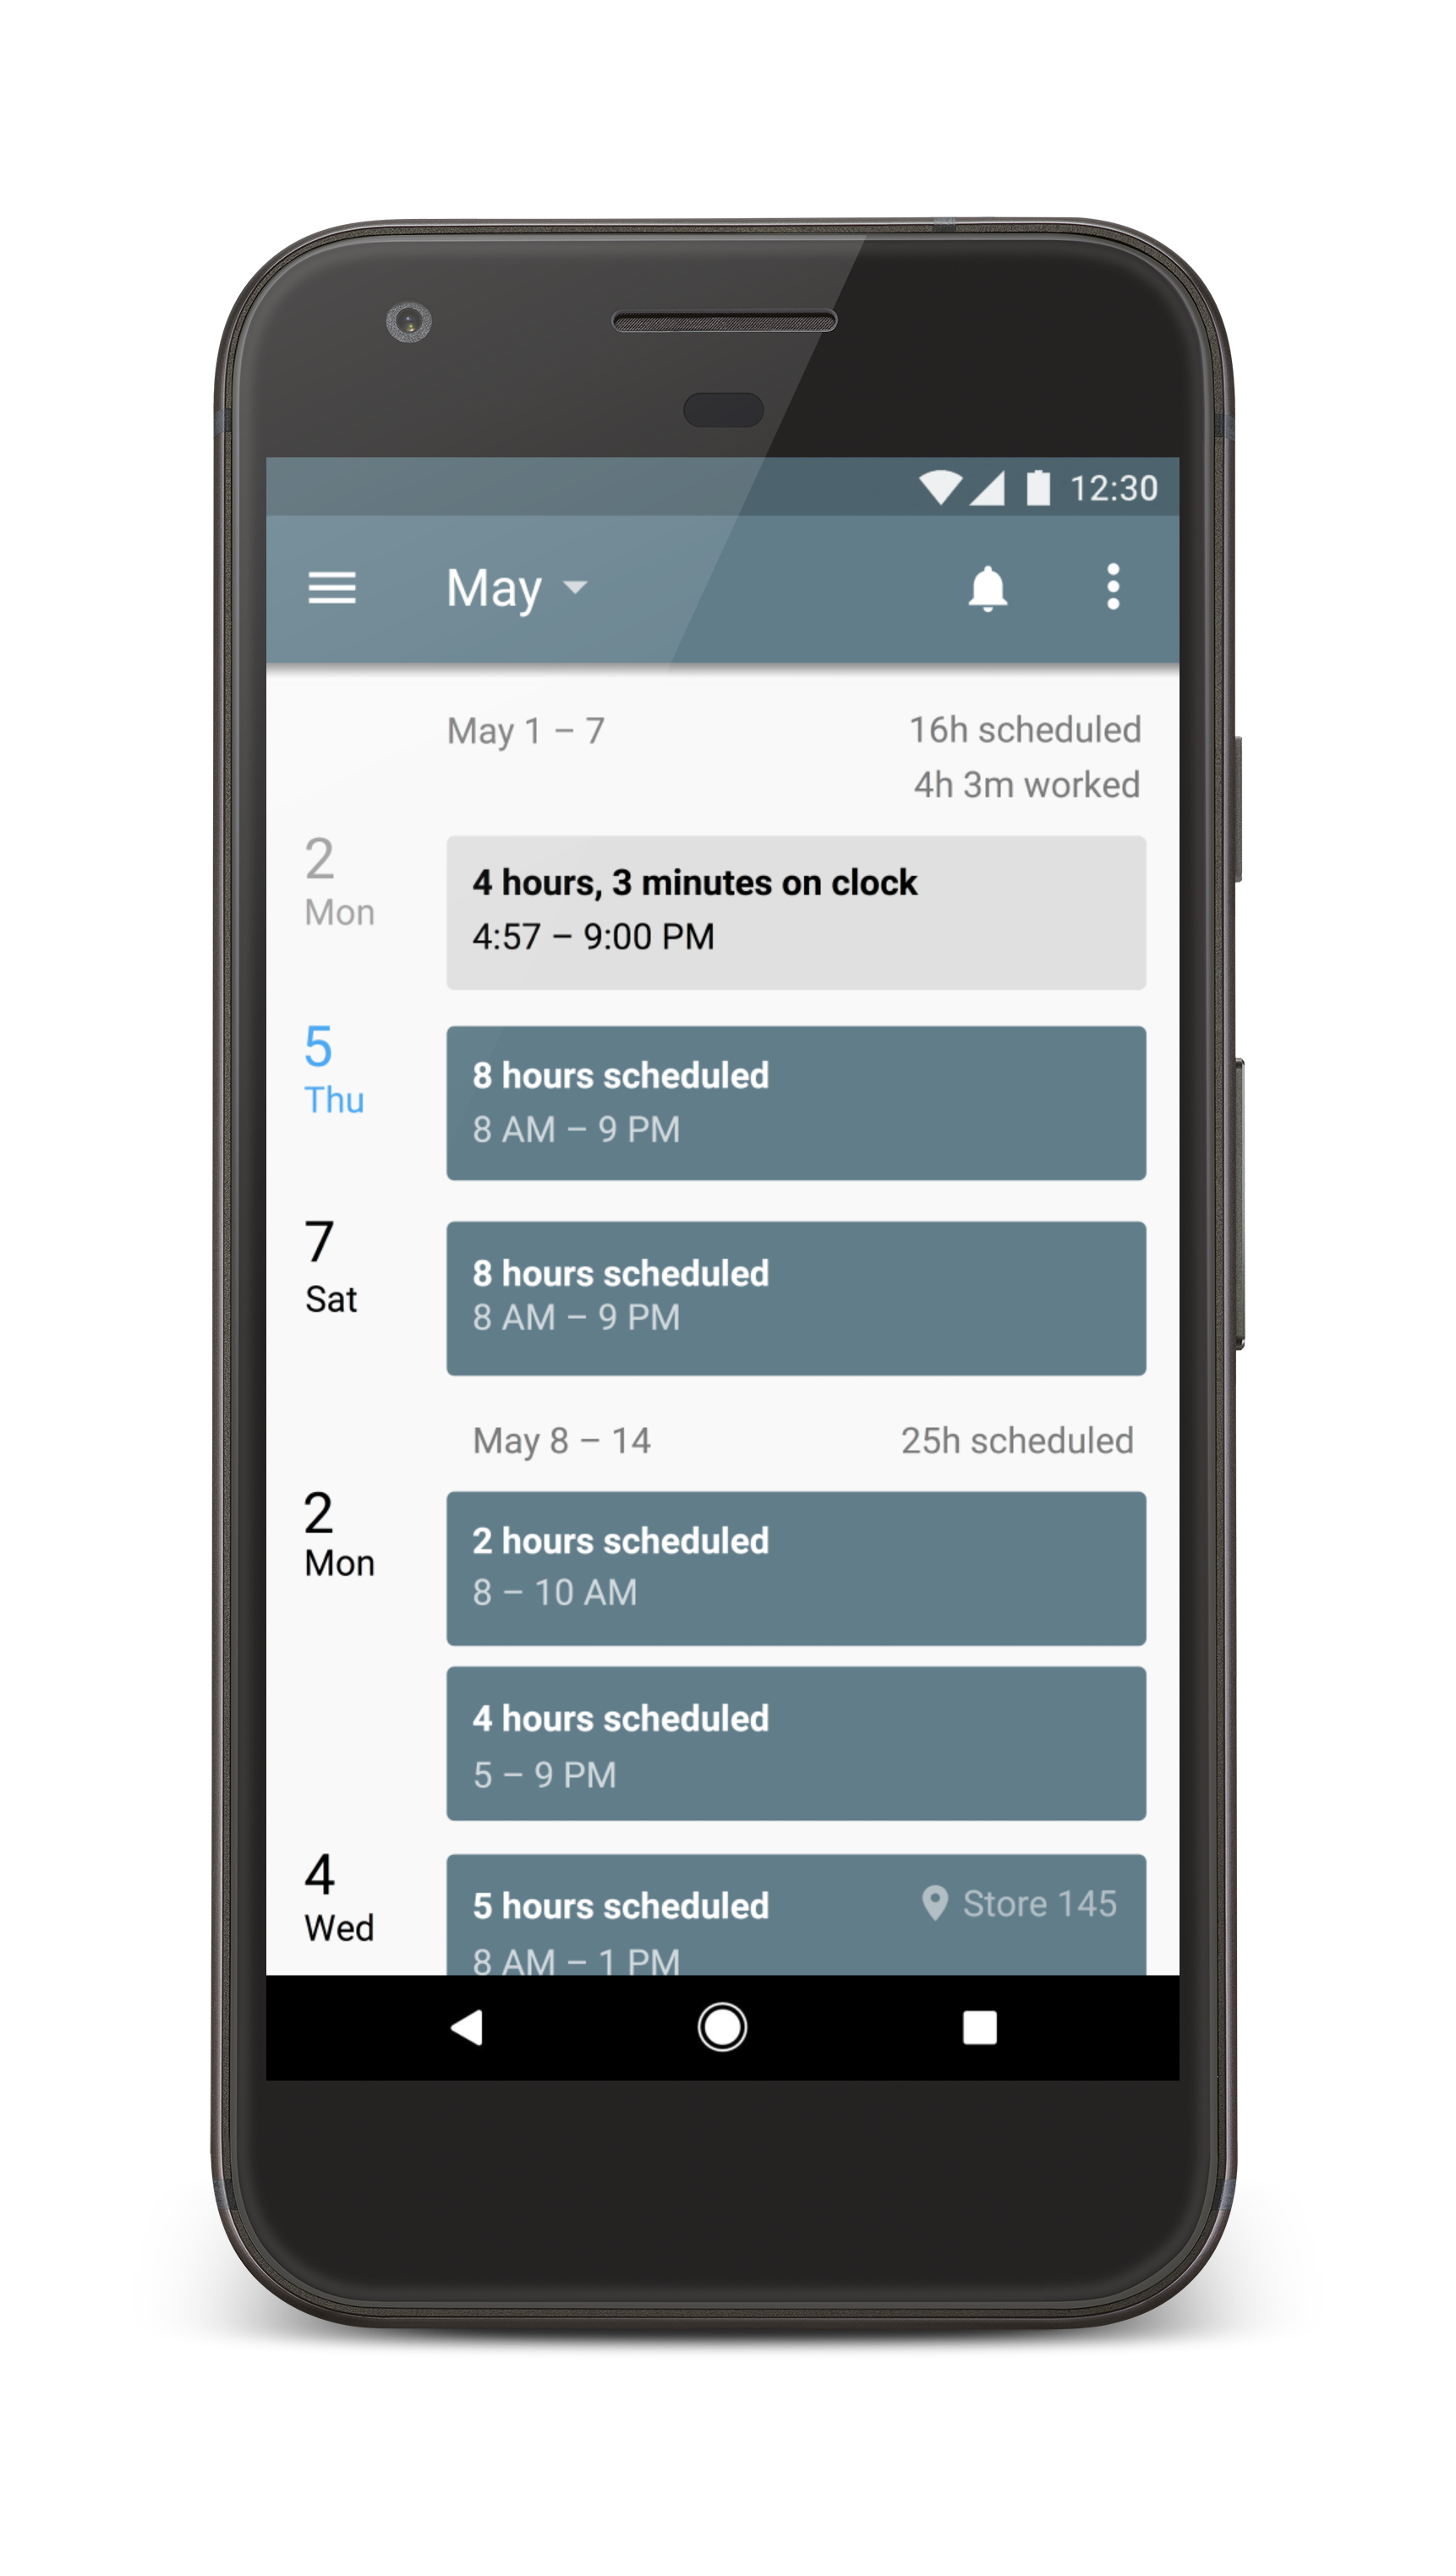 12:30
May
May 1 – 7
16h scheduled
4h 3m worked
2
Mon
4 hours, 3 minutes on clock
4:57 – 9:00 PM
5
Thu
8 hours scheduled
8 AM – 9 PM
7
Sat
8 hours scheduled
8 AM – 9 PM
May 8 – 14
25h scheduled
2
Mon
2 hours scheduled
8 – 10 AM
4 hours scheduled
5 – 9 PM
4
Wed
5 hours scheduled
Store 145
8 AM – 1 PM